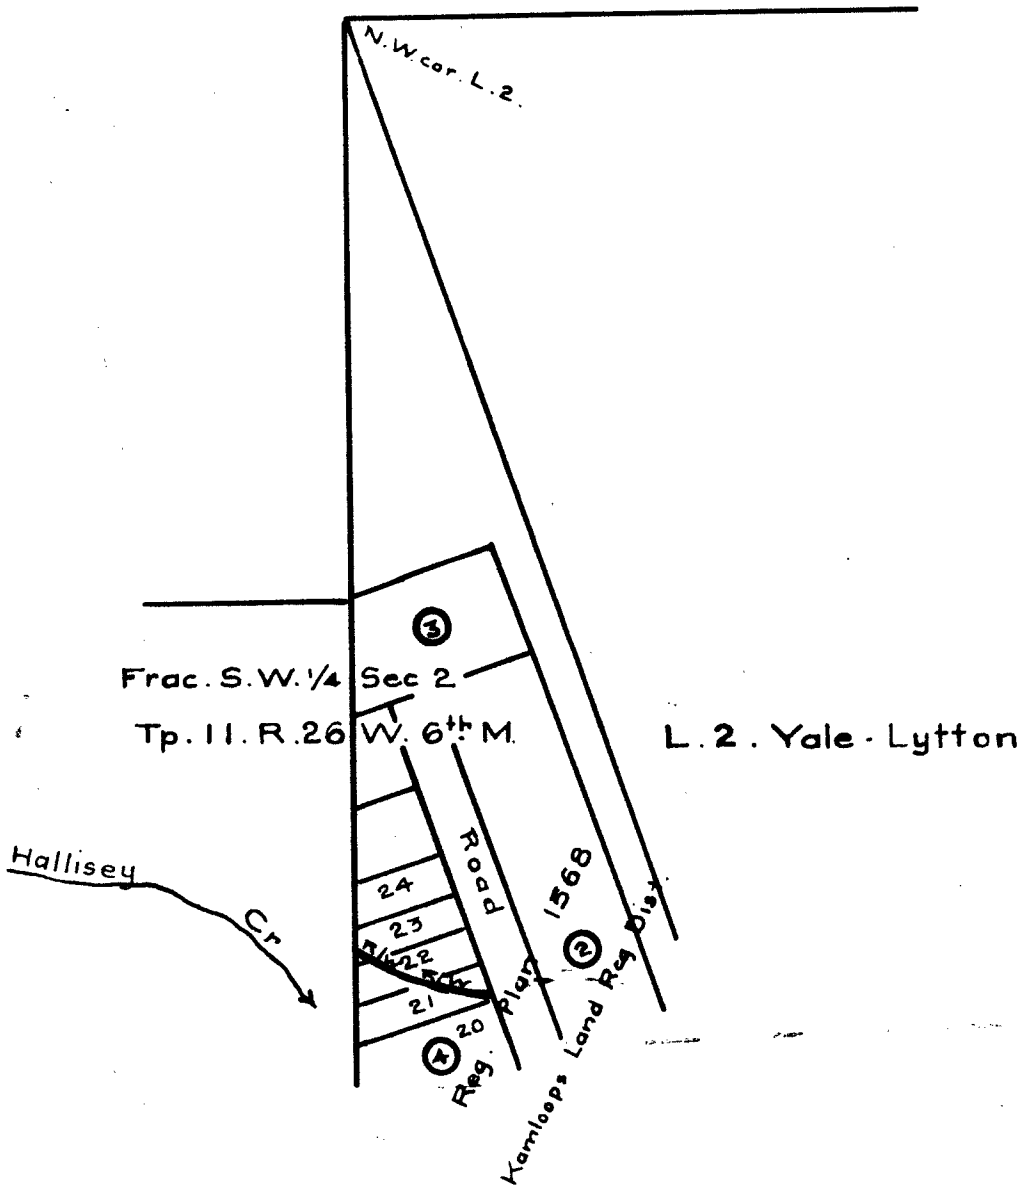 N.W.cor. L.2.
3
Frac. S.W. 1/4 Sec 2
Tp. 11. R.26 W. 6th M.
L.2. Yale-Lytton
Hallisey Cr
Road
24
23
22
21
20
4
2
Reg. Plan 1568
Kamloops Land Reg Dist.